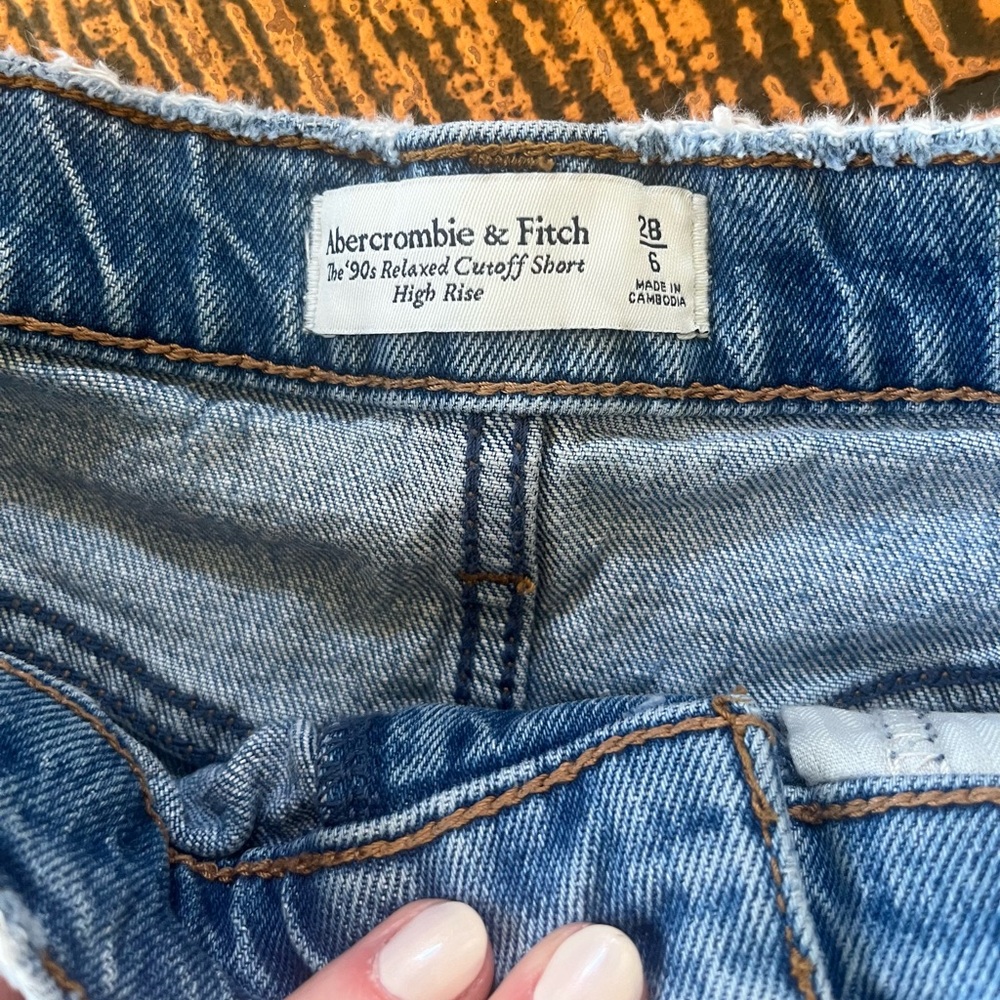 Abercrombie & Fitch
The '90s Relaxed Cutoff Short
High Rise
28
6
MADE IN
CAMBODIA